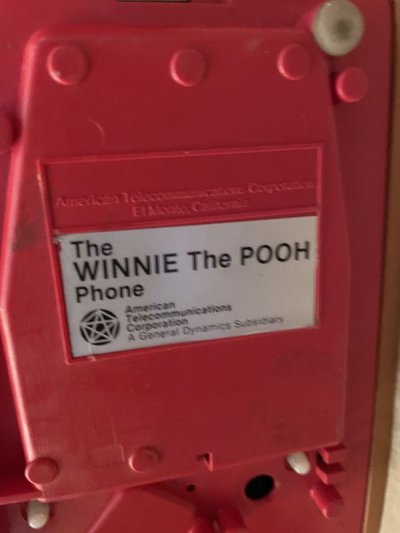 American Telecommunications Corporation
El Monte, California
The
WINNIE The POOH
Phone
American
Telecommunications
Corporation
A General Dynamics Subsidiary